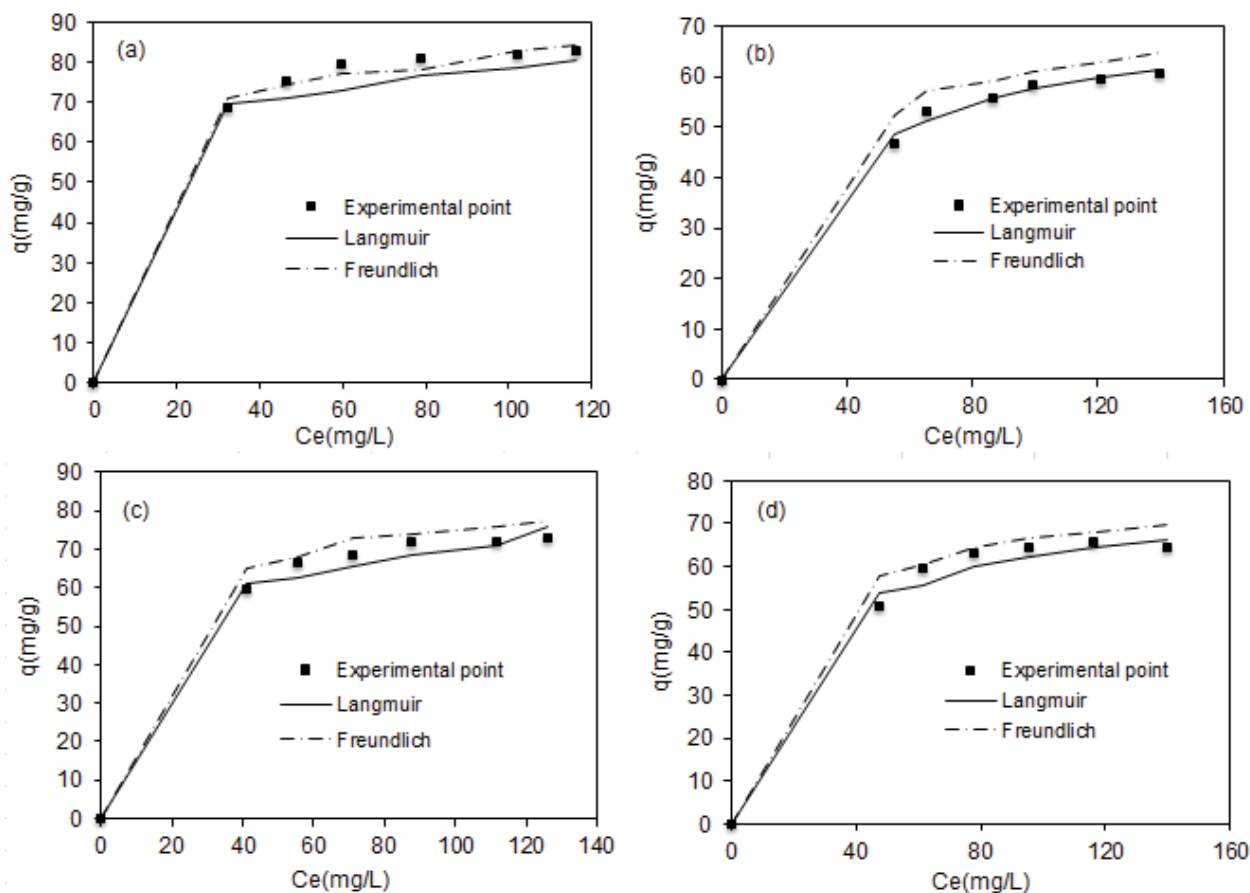 (a)
q(mg/g)
90
80
70
60
50
40
30
20
10
0
Experimental point
Langmuir
Freundlich
0 20 40 60 80 100 120
Ce(mg/L)
(b)
q(mg/g)
70
60
50
40
30
20
10
0
Experimental point
Langmuir
Freundlich
0 40 80 120 160
Ce(mg/L)
(c)
q(mg/g)
90
80
70
60
50
40
30
20
10
0
Experimental point
Langmuir
Freundlich
0 20 40 60 80 100 120 140
Ce(mg/L)
(d)
q(mg/g)
80
70
60
50
40
30
20
10
0
Experimental point
Langmuir
Freundlich
0 40 80 120 160
Ce(mg/L)